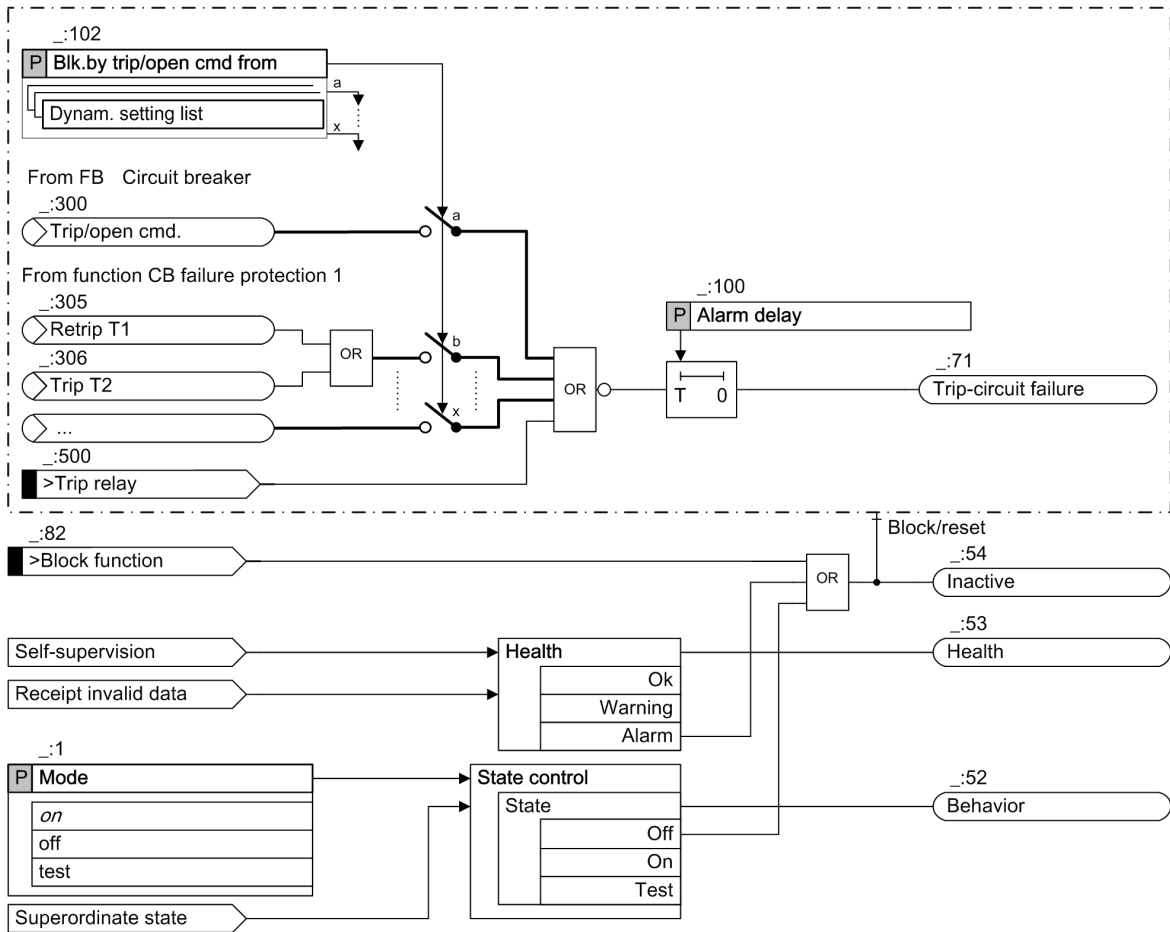 _:102
P Blk.by trip/open cmd from
a
Dynam. setting list
x
From FB Circuit breaker
_:300
a
Trip/open cmd.
From function CB failure protection 1
_:305
_:100
P Alarm delay
Retrip T1
b
OR
_:306
_:71
OR
T 0
Trip T2
Trip-circuit failure
x
...
_:500
>Trip relay
Block/reset
_:82
>Block function
_:54
OR
Inactive
_:53
Self-supervision
Health
Health
Ok
Receipt invalid data
Warning
Alarm
_:1
P Mode
State control
_:52
State
Behavior
on
Off
off
On
test
Test
Superordinate state